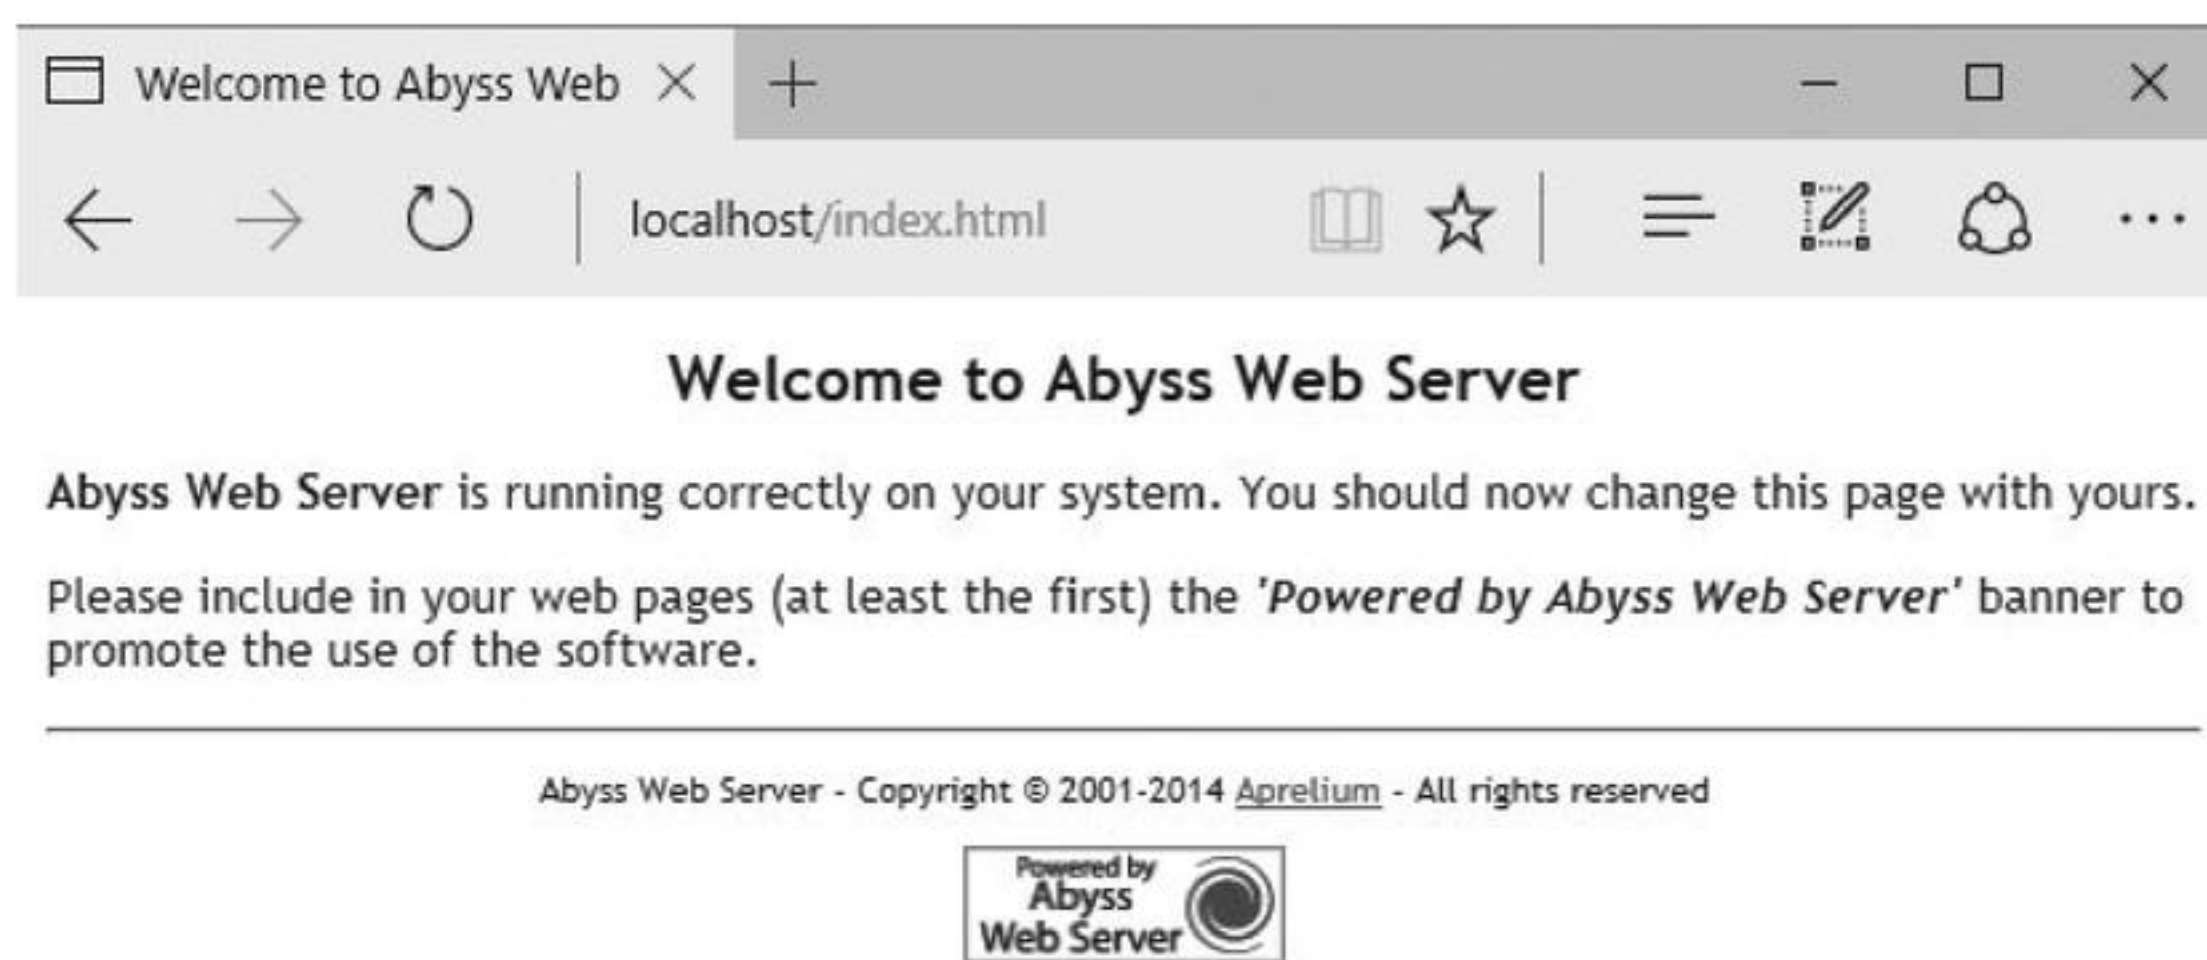 Welcome to Abyss Web
localhost/index.html
Welcome to Abyss Web Server
Abyss Web Server is running correctly on your system. You should now change this page with yours.
Please include in your web pages (at least the first) the 'Powered by Abyss Web Server' banner to
promote the use of the software.
Abyss Web Server - Copyright © 2001-2014 Aprelium - All rights reserved
Powered by
Abyss
Web Server